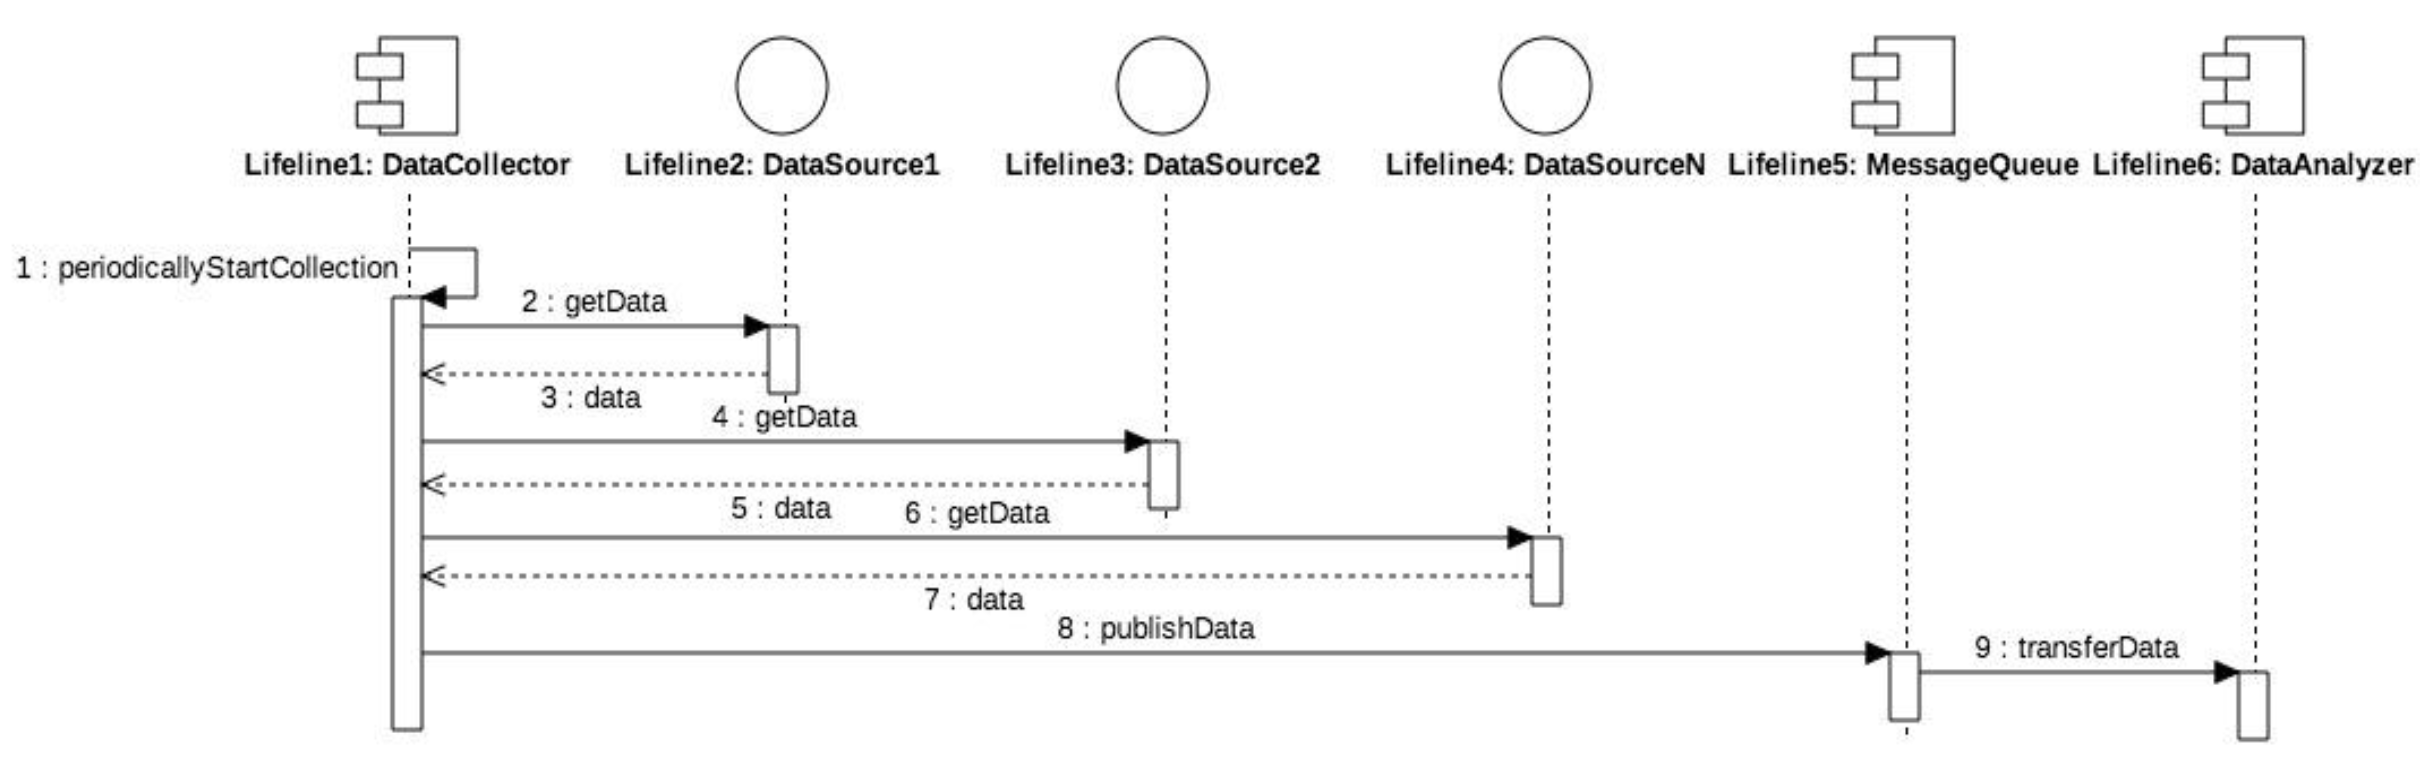 Lifeline1: DataCollector
Lifeline2: DataSource1
Lifeline3: DataSource2
Lifeline4: DataSourceN
Lifeline5: MessageQueue
Lifeline6: DataAnalyzer
1 : periodicallyStartCollection
2 : getData
3 : data
4 : getData
5 : data
6 : getData
7 : data
8 : publishData
9 : transferData